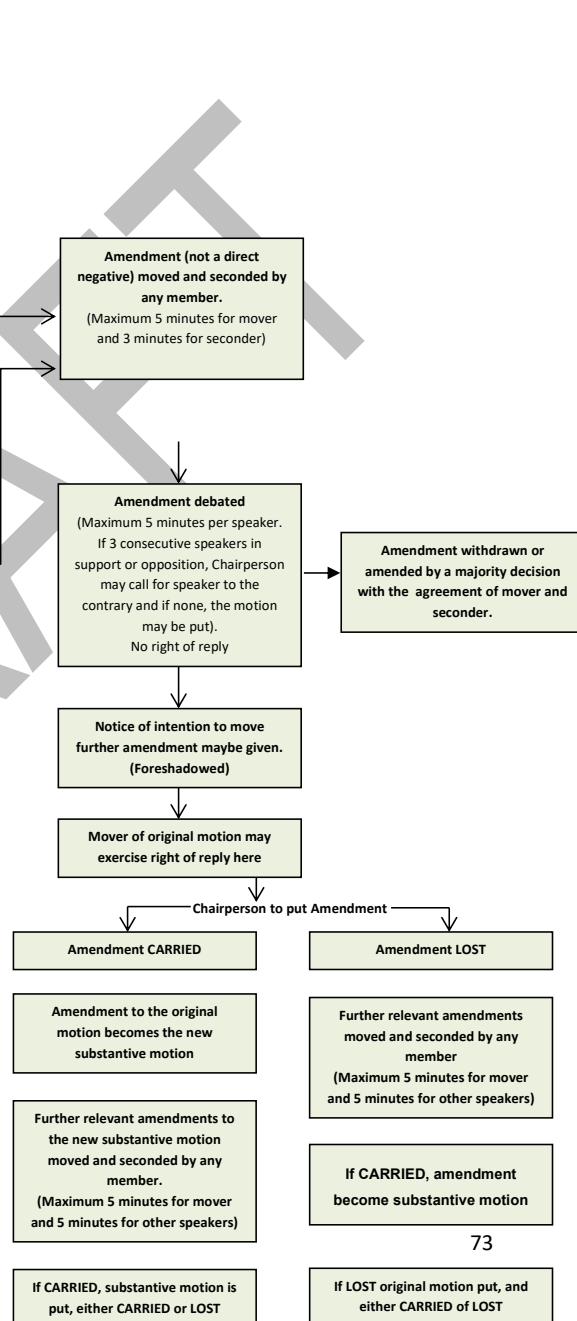 Amendment (not a direct
negative) moved and seconded by
any member.
(Maximum 5 minutes for mover
and 3 minutes for seconder)
Amendment debated
(Maximum 5 minutes per speaker.
If 3 consecutive speakers in
support or opposition, Chairperson
may call for speaker to the
contrary and if none, the motion
may be put).
No right of reply
Amendment withdrawn or
amended by a majority decision
with the agreement of mover and
seconder.
Notice of intention to move
further amendment maybe given.
(Foreshadowed)
Mover of original motion may
exercise right of reply here
Chairperson to put Amendment
Amendment CARRIED
Amendment to the original
motion becomes the new
substantive motion
Further relevant amendments to
the new substantive motion
moved and seconded by any
member.
(Maximum 5 minutes for mover
and 5 minutes for other speakers)
If CARRIED, substantive motion is
put, either CARRIED or LOST
Amendment LOST
Further relevant amendments
moved and seconded by any
member
(Maximum 5 minutes for mover
and 5 minutes for other speakers)
If CARRIED, amendment
become substantive motion
73
If LOST original motion put, and
either CARRIED of LOST